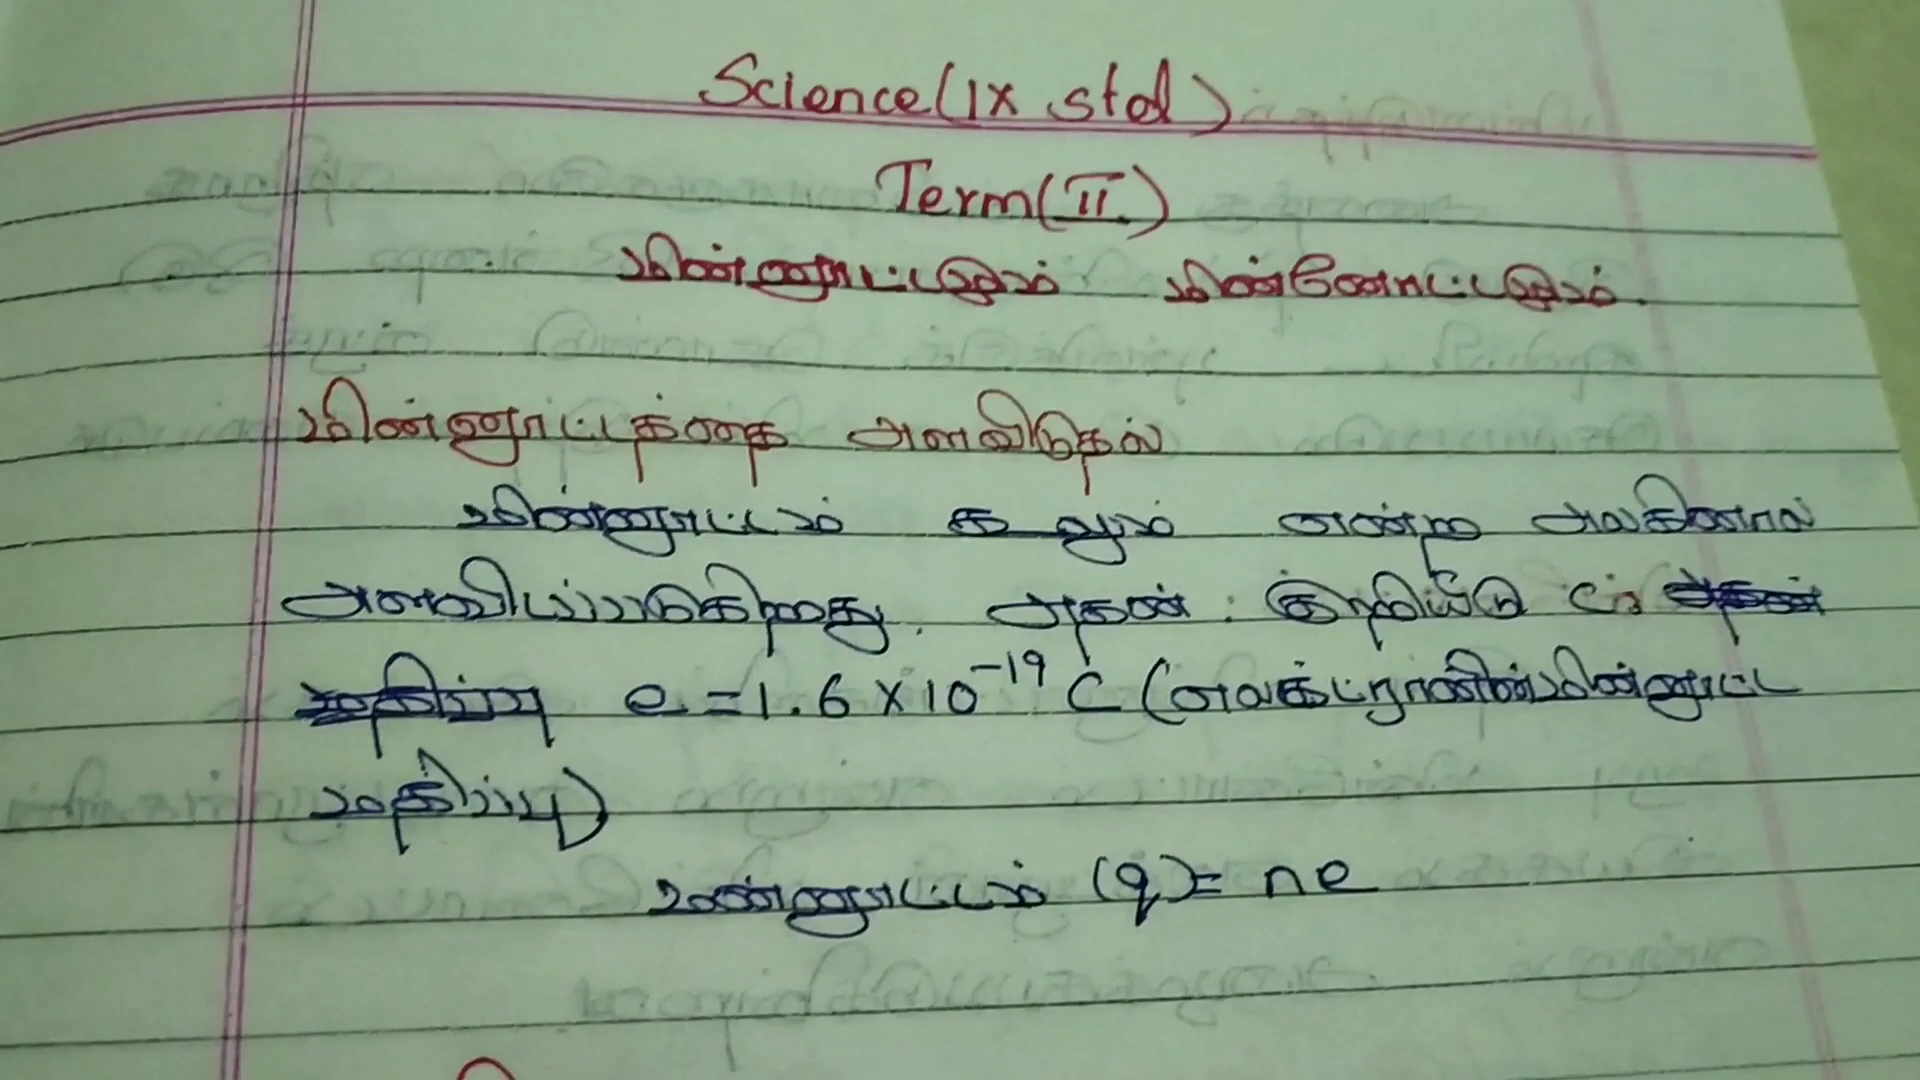 Science(IX std)
Term(II)
மின்னூட்டமும் மின்னோட்டமும்.
மின்னூட்டத்தை அளவிடுதல்
மின்னூட்டம் கூலூம் என்ற அலகினால்
அளவிடப்படுகிறது. அதன் குறியீடு C.
e = 1.6 × 10⁻¹⁹ C (எலக்ட்ரானின் மின்னூட்ட
மதிப்பு)
மின்னூட்டம் (q) = ne